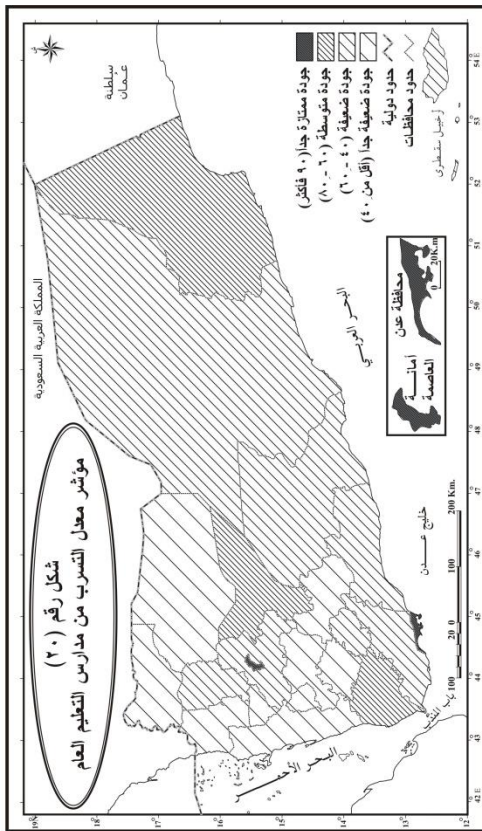 شكل رقم (٢٠)
مؤشر معدل التسرب من مدارس التعليم العام
المملكة العربية السعودية
سلطنة
عُمان
البحر العربي
خليج عدن
البحر الأحمر
باب المندب
أمانة
العاصمة
محافظة عدن
0 20K.m
جودة ممتازة جدا (٩٠ فأكثر)
جودة متوسطة (٦٠ - ٨٠)
جودة ضعيفة (٤٠ - ٦٠)
جودة ضعيفة جدا (أقل من ٤٠)
حدود دولية
حدود محافظات
أرخبيل سقطرى
100 20 0 100 200 Km.
42 E 43° 44° 45° 46° 47° 48° 49° 50° 51° 52° 53° 54 E
19° 18° 17° 16° 15° 14° 13° 12°